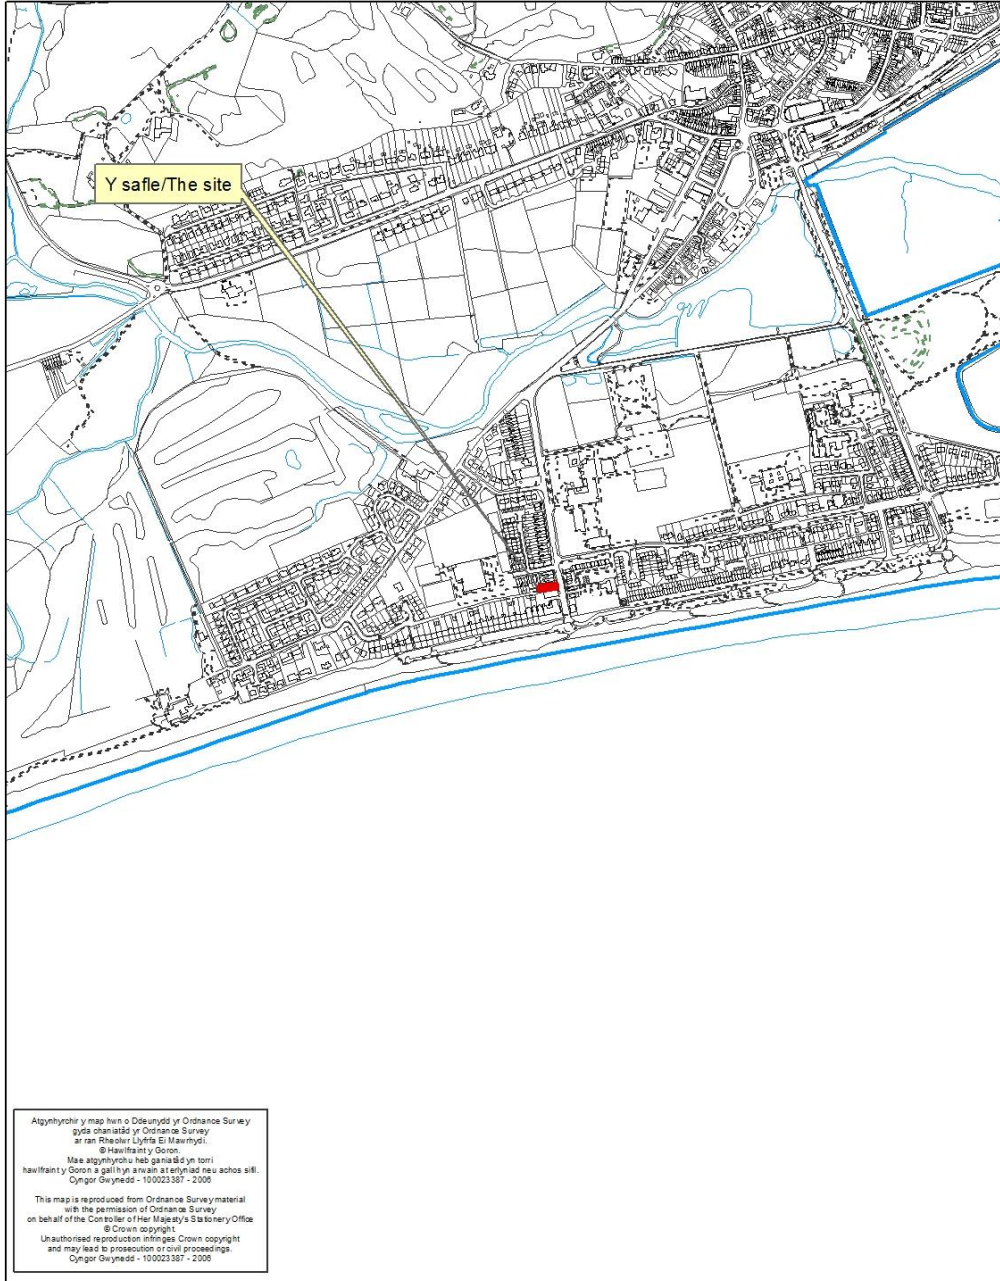 Y safle/The site
Atgynhyrchir y map hwn o Ddeunydd yr Ordnance Survey
gyda chaniatâd yr Ordnance Survey
ar ran Rheolwr Llyfrfa Ei Mawrhydi.
© Hawlfraint y Goron.
Mae atgynhyrchu heb ganiatâd yn torri
hawlfraint y Goron a gall hyn arwain at erlyniad neu achos sifil.
Cyngor Gwynedd - 100023387 - 2006
This map is reproduced from Ordnance Survey material
with the permission of Ordnance Survey
on behalf of the Controller of Her Majesty's Stationery Office
© Crown copyright.
Unauthorised reproduction infringes Crown copyright
and may lead to prosecution or civil proceedings.
Cyngor Gwynedd - 100023387 - 2006